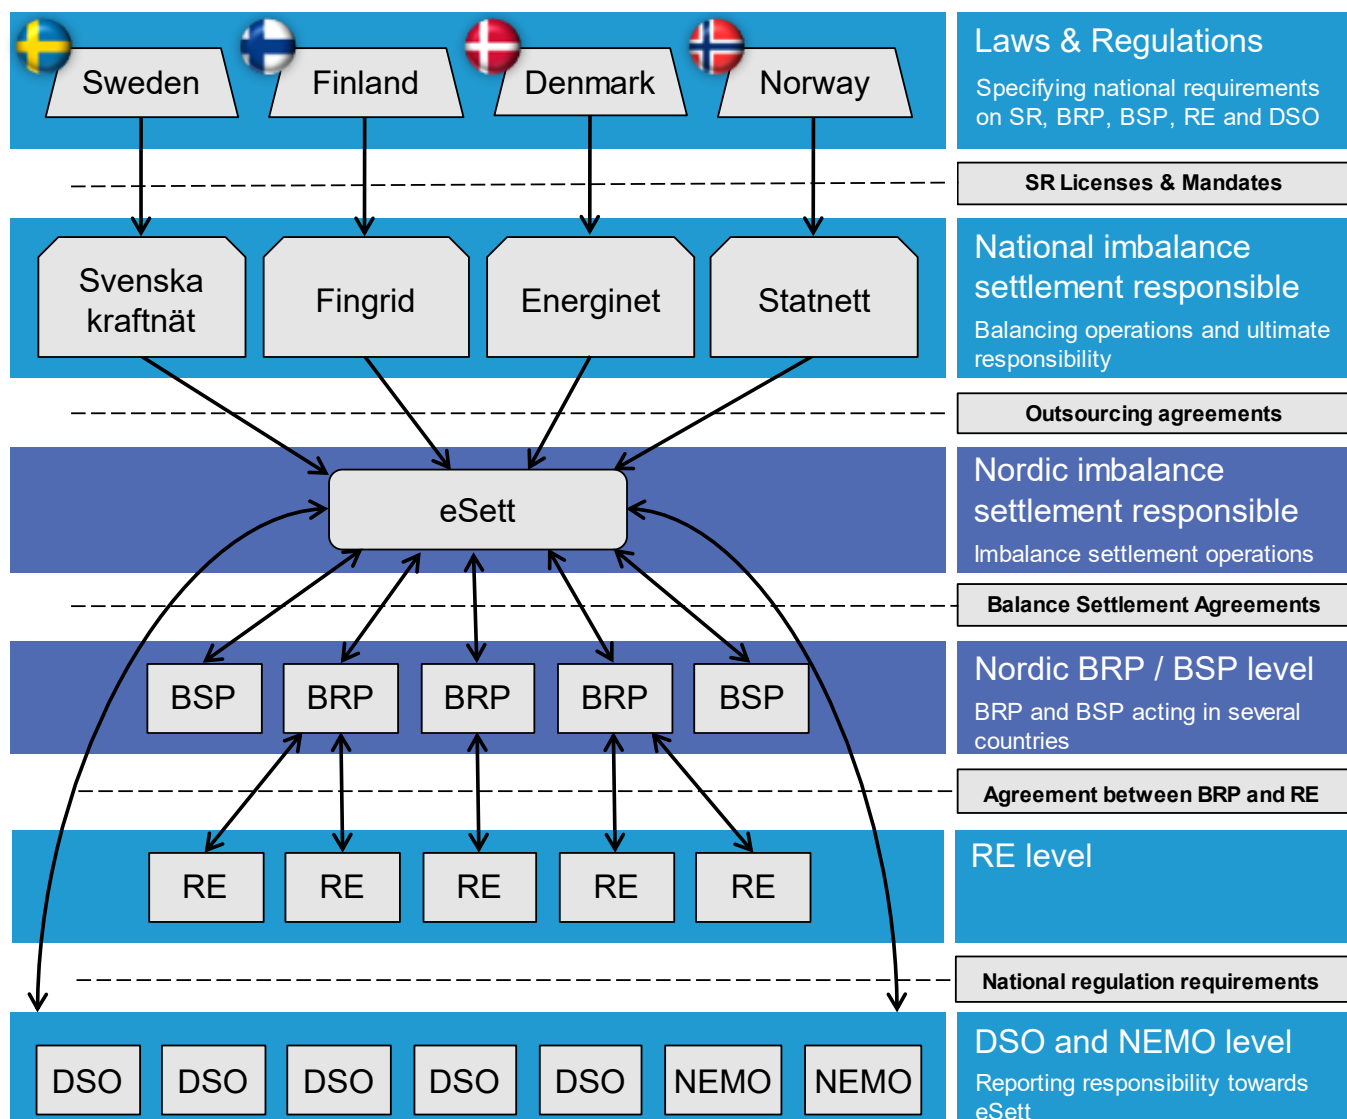 Sweden
Finland
Denmark
Norway
Laws & Regulations
Specifying national requirements
on SR, BRP, BSP, RE and DSO
SR Licenses & Mandates
Svenska
kraftnät
Fingrid
Energinet
Statnett
National imbalance
settlement responsible
Balancing operations and ultimate
responsibility
Outsourcing agreements
eSett
Nordic imbalance
settlement responsible
Imbalance settlement operations
Balance Settlement Agreements
BSP
BRP
BRP
BRP
BSP
Nordic BRP / BSP level
BRP and BSP acting in several
countries
Agreement between BRP and RE
RE
RE
RE
RE
RE
RE level
National regulation requirements
DSO
DSO
DSO
DSO
DSO
NEMO
NEMO
DSO and NEMO level
Reporting responsibility towards
eSett